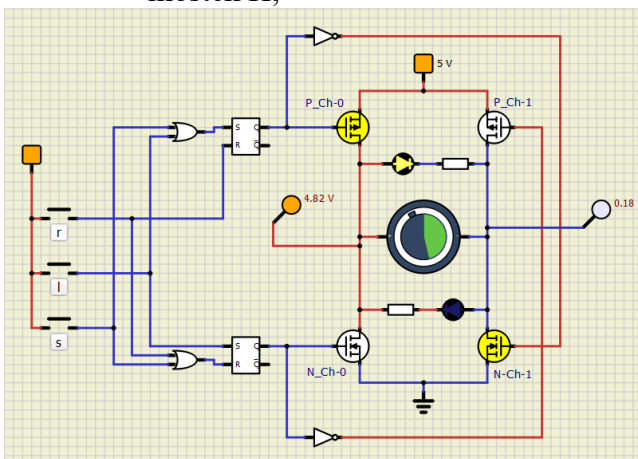 5 V
P_Ch-0
P_Ch-1
S Q
R Q̅
4.82 V
0.18
r
l
s
S Q
R Q̅
N_Ch-0
N-Ch-1